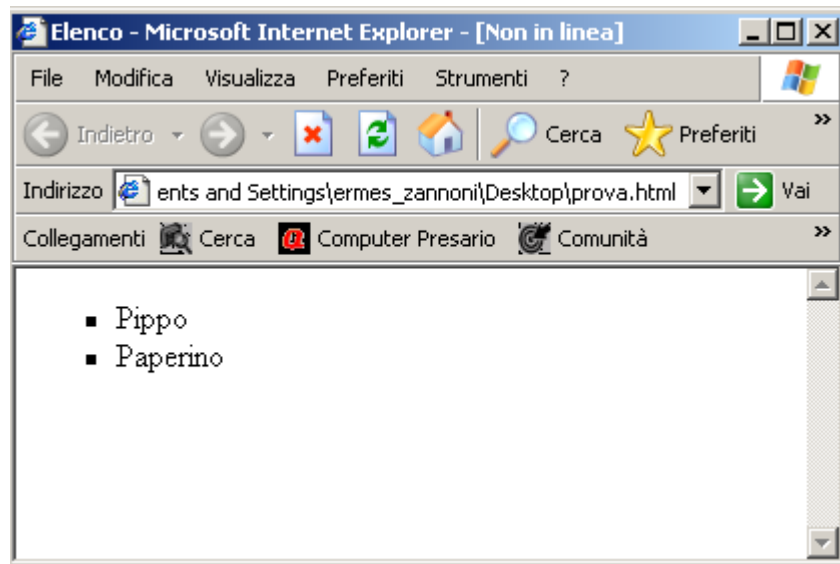 Elenco - Microsoft Internet Explorer - [Non in linea]
File Modifica Visualizza Preferiti Strumenti ?
Indietro Cerca Preferiti »
Indirizzo ents and Settings\ermes_zannoni\Desktop\prova.html Vai
Collegamenti Cerca Computer Presario Comunità »
Pippo
Paperino